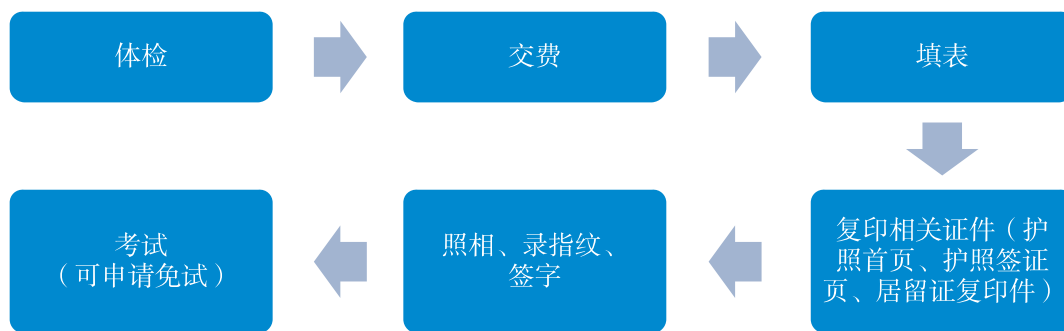 体检
交费
填表
复印相关证件（护
照首页、护照签证
页、居留证复印件）
照相、录指纹、
签字
考试
（可申请免试）